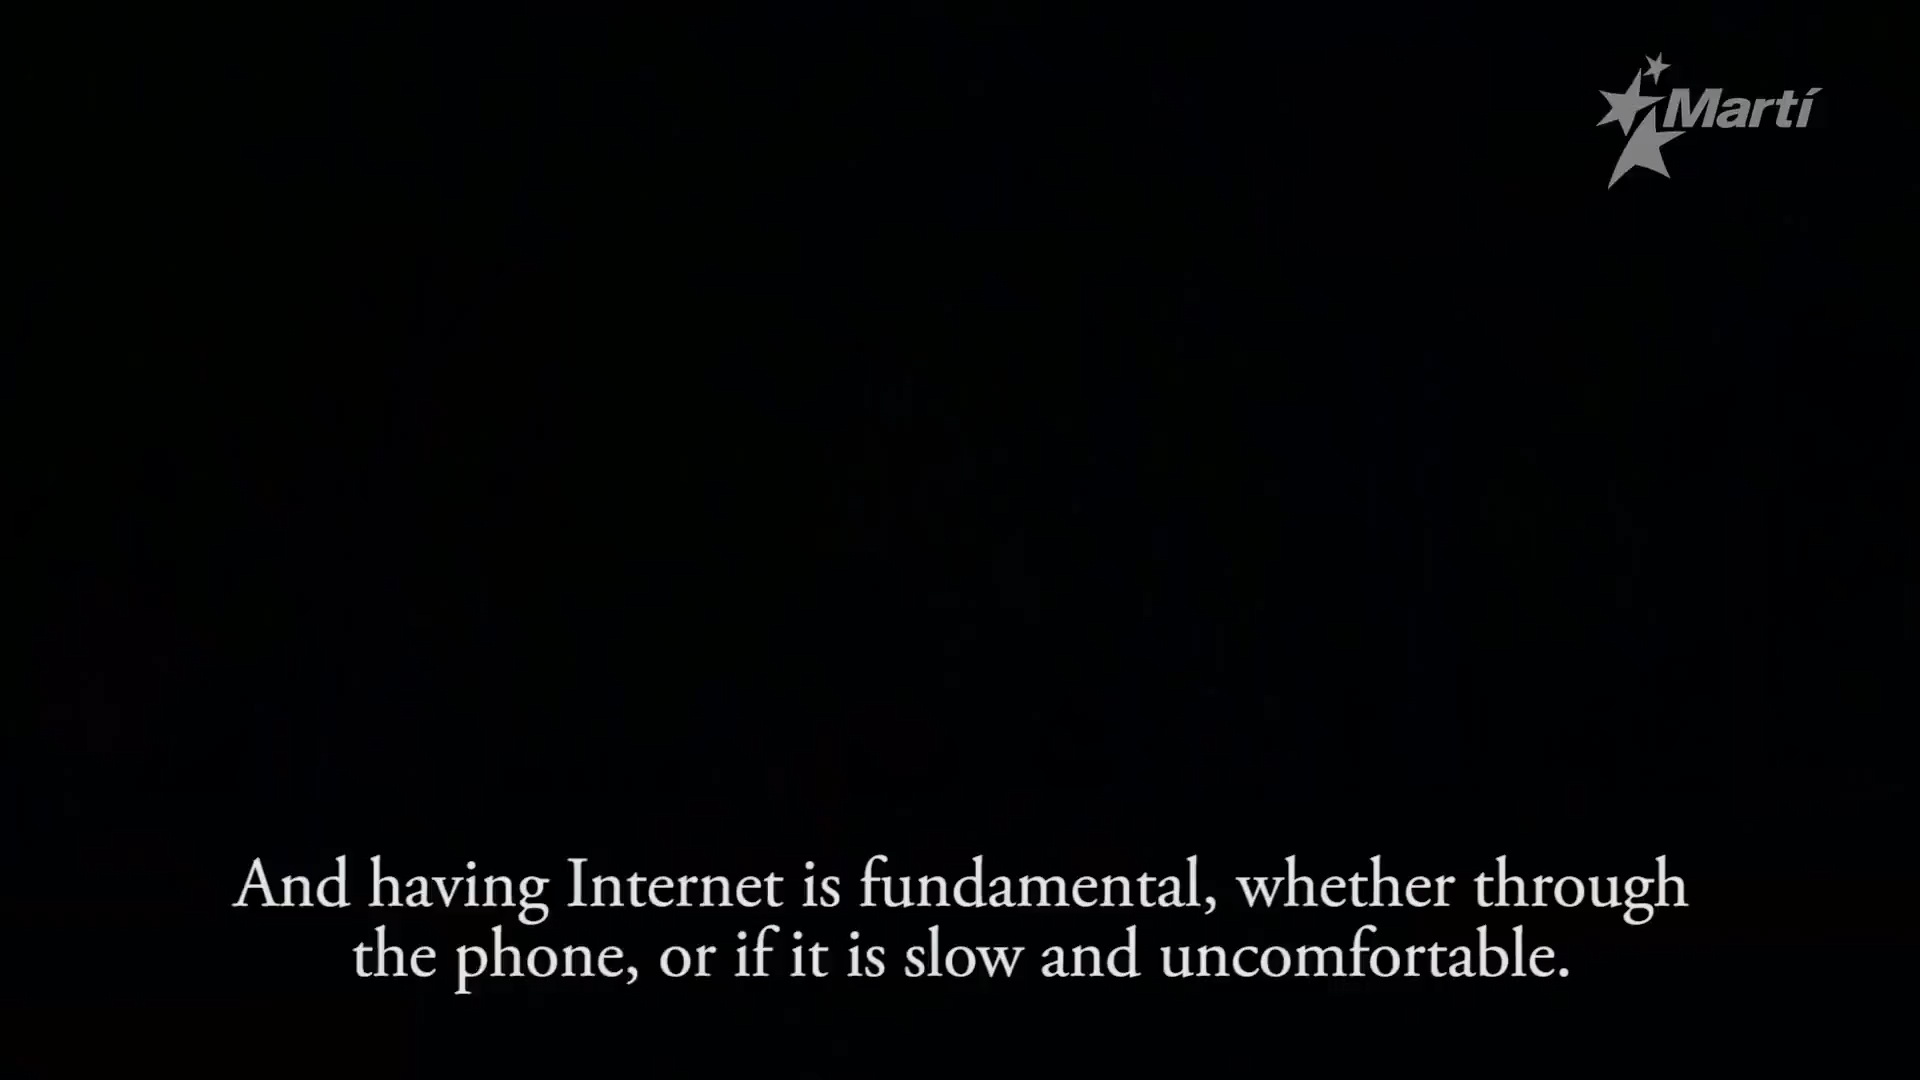 Martí
And having Internet is fundamental, whether through
the phone, or if it is slow and uncomfortable.